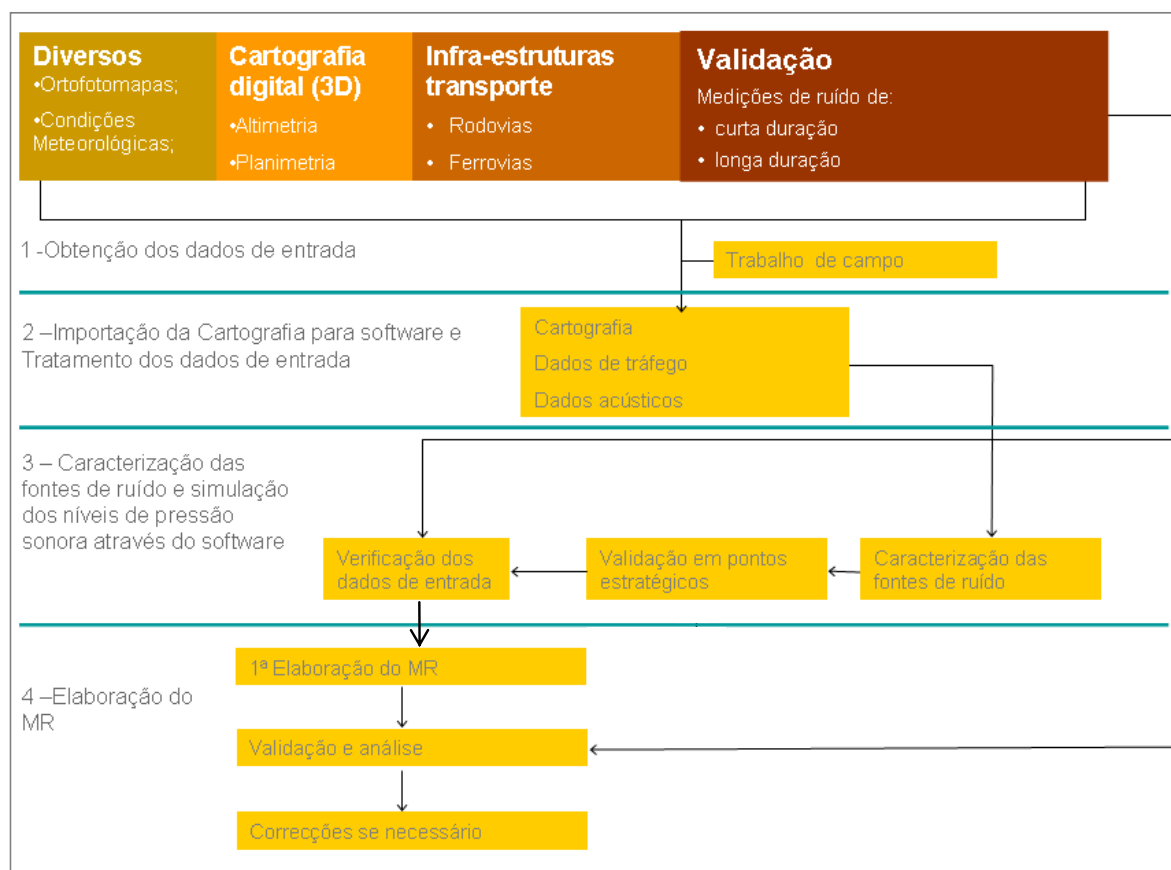 Diversos
•Ortofotomapas;
•Condições
Meteorológicas;
Cartografia
digital (3D)
•Altimetria
•Planimetria
Infra-estruturas
transporte
• Rodovias
• Ferrovias
Validação
Medições de ruído de:
• curta duração
• longa duração
1 -Obtenção dos dados de entrada
Trabalho de campo
2 –Importação da Cartografia para software e
Tratamento dos dados de entrada
Cartografia
Dados de tráfego
Dados acústicos
3 – Caracterização das
fontes de ruído e simulação
dos níveis de pressão
sonora através do software
Verificação dos
dados de entrada
Validação em pontos
estratégicos
Caracterização das
fontes de ruído
4 –Elaboração do
MR
1ª Elaboração do MR
Validação e análise
Correcções se necessário